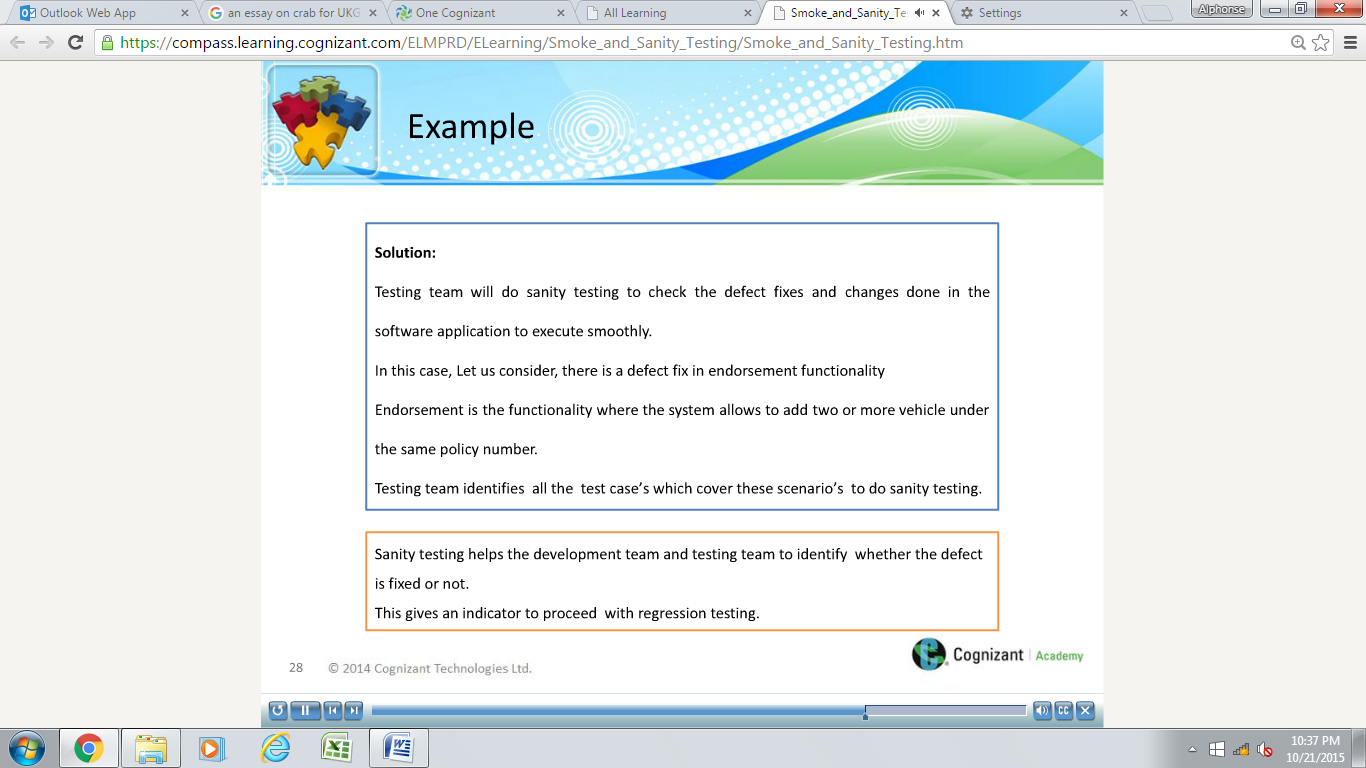 Outlook Web App
an essay on crab for UKG
One Cognizant
All Learning
Smoke_and_Sanity_Te
Settings
Alphonse
https://compass.learning.cognizant.com/ELMPRD/ELearning/Smoke_and_Sanity_Testing/Smoke_and_Sanity_Testing.htm
Example
Solution:
Testing team will do sanity testing to check the defect fixes and changes done in the
software application to execute smoothly.
In this case, Let us consider, there is a defect fix in endorsement functionality
Endorsement is the functionality where the system allows to add two or more vehicle under
the same policy number.
Testing team identifies all the test case’s which cover these scenario’s to do sanity testing.
Sanity testing helps the development team and testing team to identify whether the defect
is fixed or not.
This gives an indicator to proceed with regression testing.
Cognizant | Academy
28 © 2014 Cognizant Technologies Ltd.
CC
10:37 PM
10/21/2015